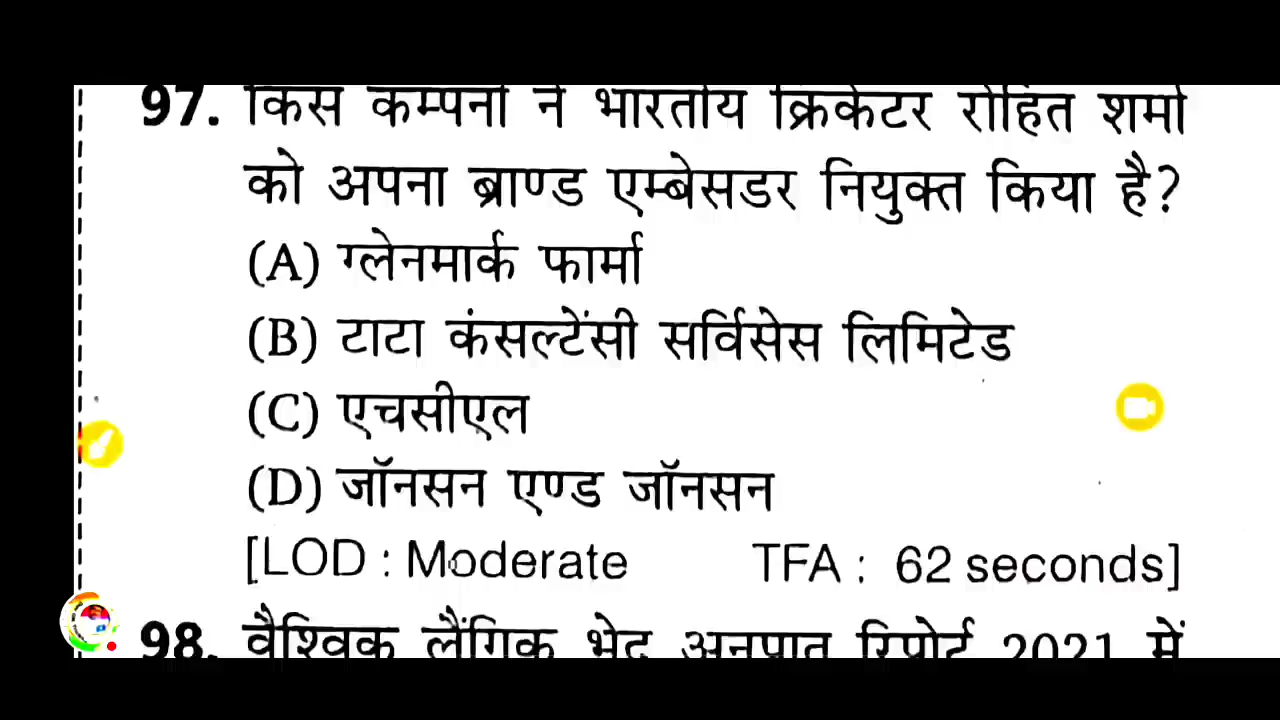 97. किस कम्पनी ने भारतीय क्रिकेटर रोहित शर्मा
को अपना ब्राण्ड एम्बेसडर नियुक्त किया है?
(A) ग्लेनमार्क फार्मा
(B) टाटा कंसल्टेंसी सर्विसेस लिमिटेड
(C) एचसीएल
(D) जॉनसन एण्ड जॉनसन
[LOD : Moderate TFA : 62 seconds]
98. वैश्विक लैंगिक भेद अनुपात रिपोर्ट 2021 में